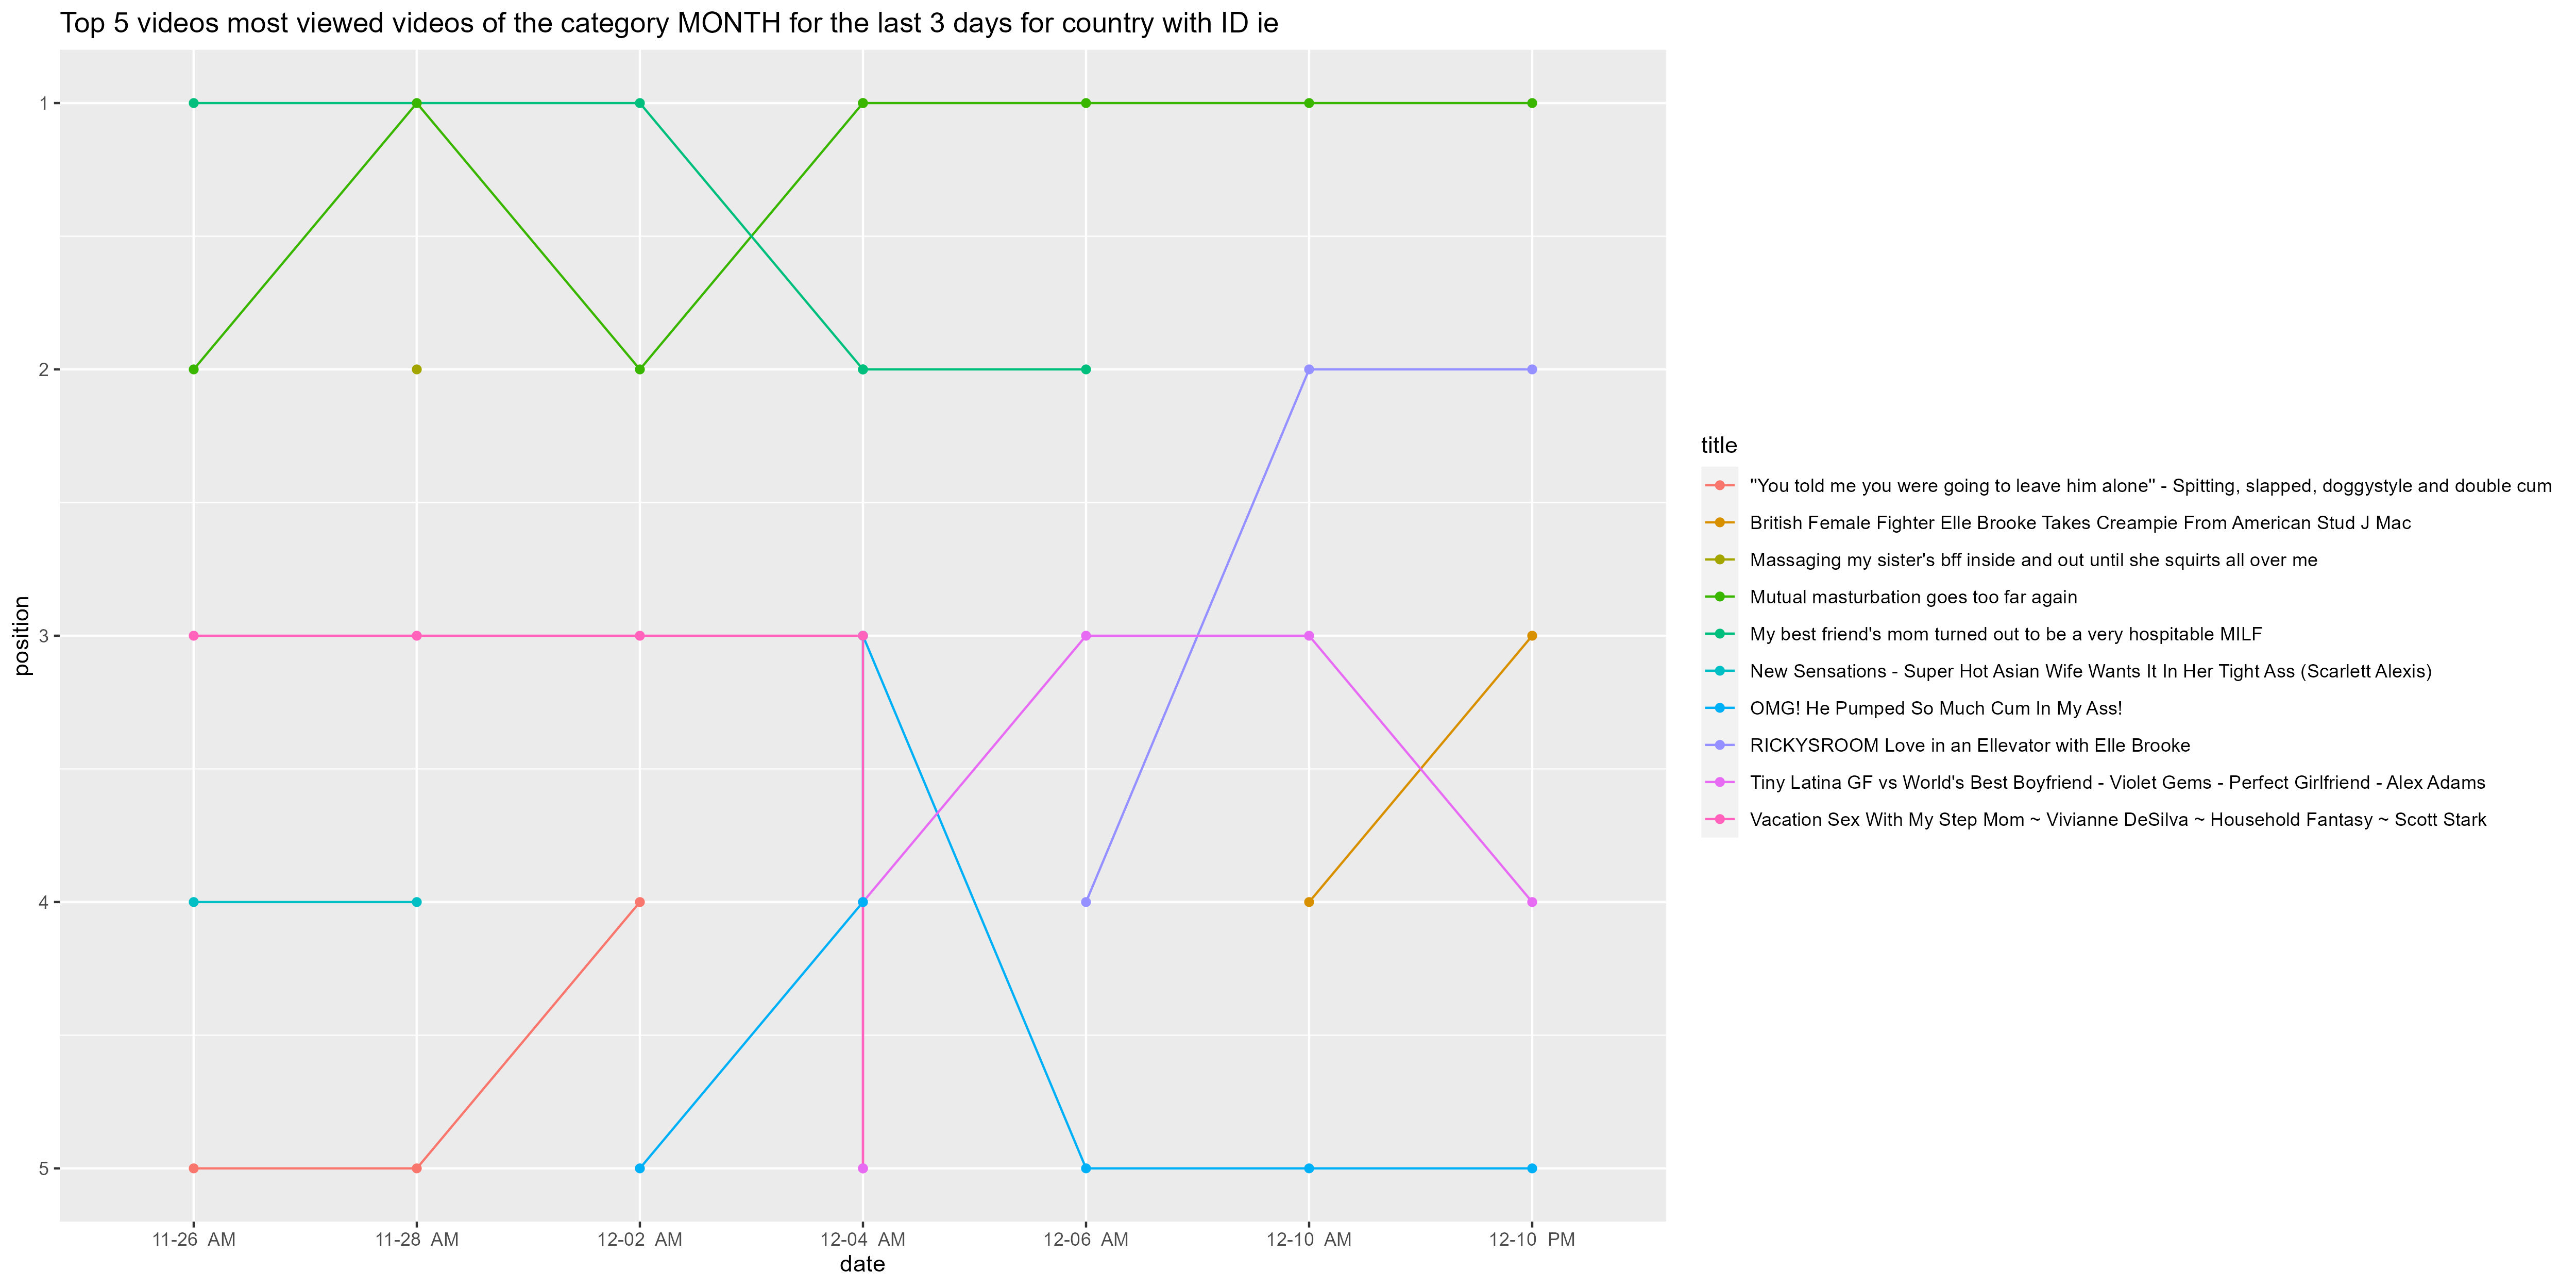 Top 5 videos most viewed videos of the category MONTH for the last 3 days for country with ID ie
1
2
3
4
5
position
11-26  AM
11-28  AM
12-02  AM
12-04  AM
12-06  AM
12-10  AM
12-10  PM
date
title
"You told me you were going to leave him alone" - Spitting, slapped, doggystyle and double cum
British Female Fighter Elle Brooke Takes Creampie From American Stud J Mac
Massaging my sister's bff inside and out until she squirts all over me
Mutual masturbation goes too far again
My best friend's mom turned out to be a very hospitable MILF
New Sensations - Super Hot Asian Wife Wants It In Her Tight Ass (Scarlett Alexis)
OMG! He Pumped So Much Cum In My Ass!
RICKYSROOM Love in an Ellevator with Elle Brooke
Tiny Latina GF vs World's Best Boyfriend - Violet Gems - Perfect Girlfriend - Alex Adams
Vacation Sex With My Step Mom ~ Vivianne DeSilva ~ Household Fantasy ~ Scott Stark